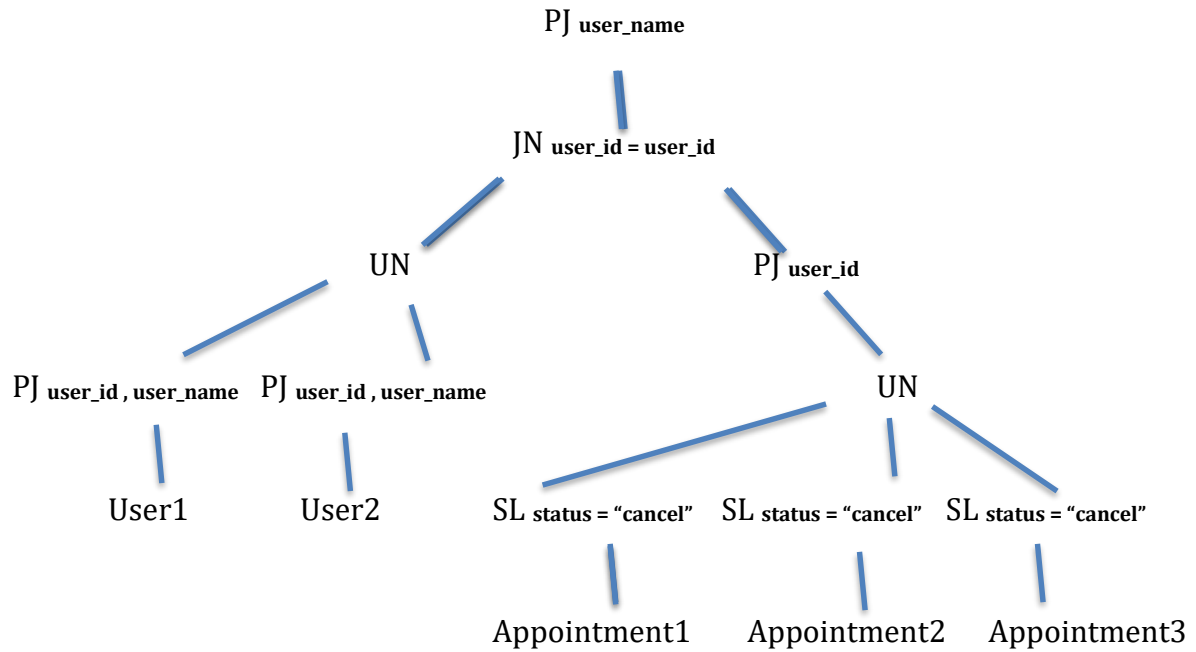 PJ user_name
JN user_id = user_id
UN PJ user_id
PJ user_id , user_name PJ user_id , user_name UN
User1 User2 SL status = “cancel” SL status = “cancel” SL status = “cancel”
Appointment1 Appointment2 Appointment3